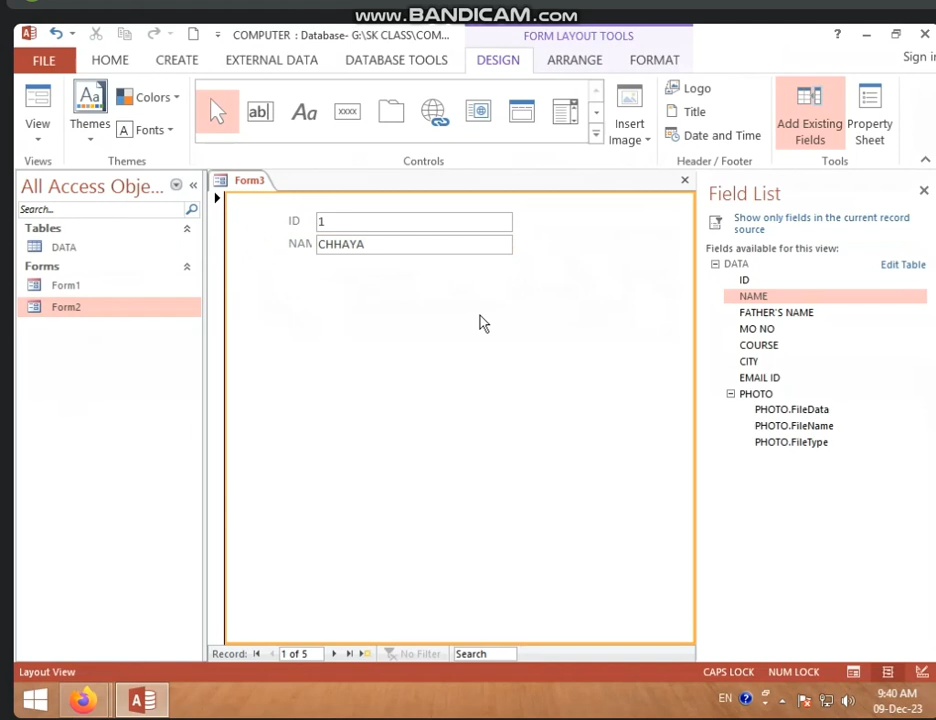 www.BANDICAM.com
COMPUTER : Database- G:\SK CLASS\COM...
FORM LAYOUT TOOLS
?
Sign in
FILE
HOME
CREATE
EXTERNAL DATA
DATABASE TOOLS
DESIGN
ARRANGE
FORMAT
View
Views
Aa
Themes
Colors
A Fonts
Themes
ab|
Aa
xxxx
Controls
Insert
Image
Logo
Title
Date and Time
Header / Footer
Add Existing
Fields
Property
Sheet
Tools
All Access Obje...
Search...
Tables
DATA
Forms
Form1
Form2
Form3
ID 1
NAM CHHAYA
Record: 1 of 5 No Filter Search
Field List
Show only fields in the current record
source
Fields available for this view:
DATA Edit Table
ID
NAME
FATHER'S NAME
MO NO
COURSE
CITY
EMAIL ID
PHOTO
PHOTO.FileData
PHOTO.FileName
PHOTO.FileType
Layout View
CAPS LOCK NUM LOCK
EN
9:40 AM
09-Dec-23